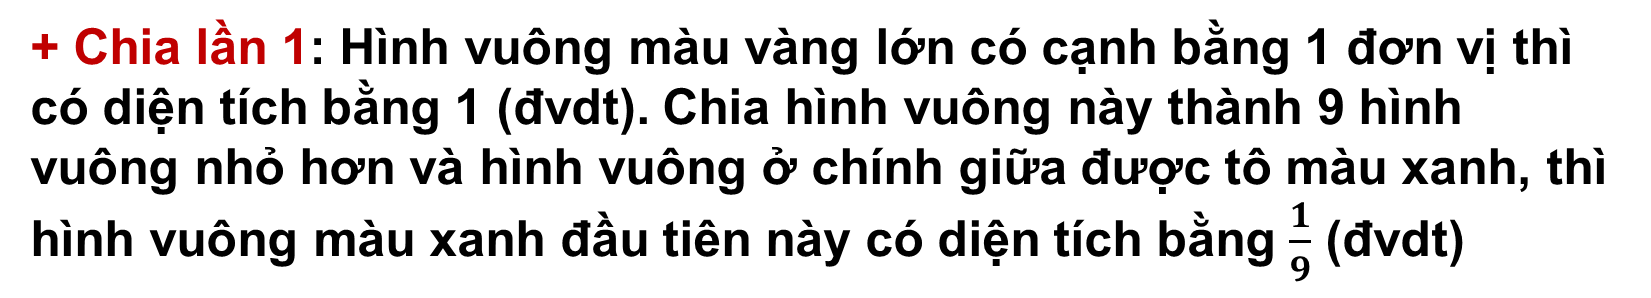 + Chia lần 1: Hình vuông màu vàng lớn có cạnh bằng 1 đơn vị thì
có diện tích bằng 1 (đvdt). Chia hình vuông này thành 9 hình
vuông nhỏ hơn và hình vuông ở chính giữa được tô màu xanh, thì
hình vuông màu xanh đầu tiên này có diện tích bằng 1/9 (đvdt)